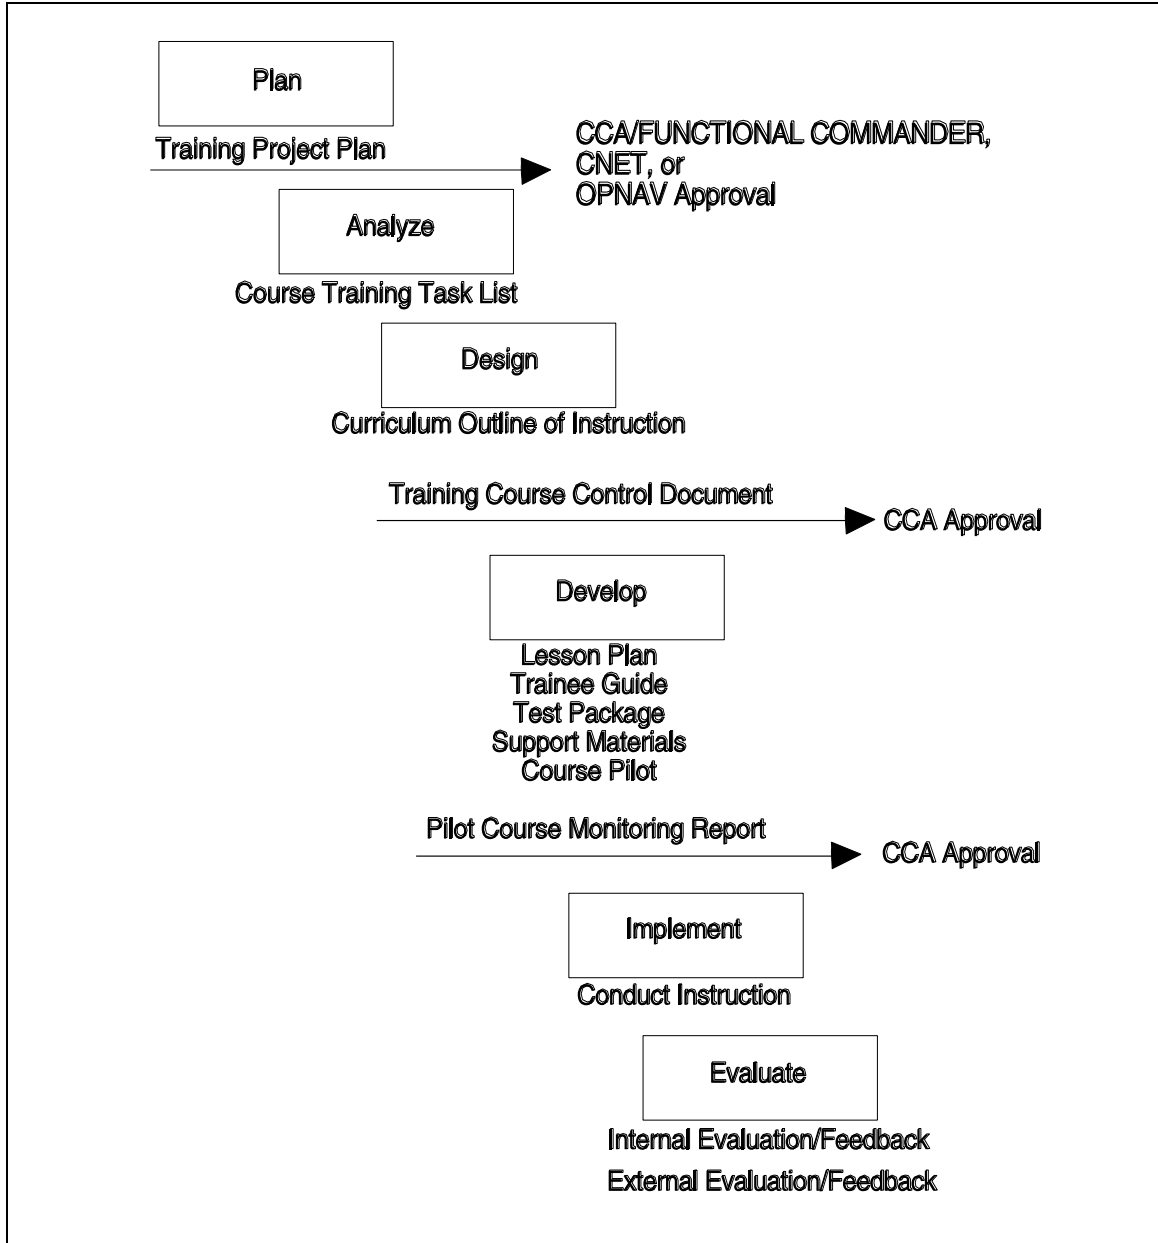 Plan
Training Project Plan
CCA/FUNCTIONAL COMMANDER,
CNET, or
OPNAV Approval
Analyze
Course Training Task List
Design
Curriculum Outline of Instruction
Training Course Control Document
CCA Approval
Develop
Lesson Plan
Trainee Guide
Test Package
Support Materials
Course Pilot
Pilot Course Monitoring Report
CCA Approval
Implement
Conduct Instruction
Evaluate
Internal Evaluation/Feedback
External Evaluation/Feedback